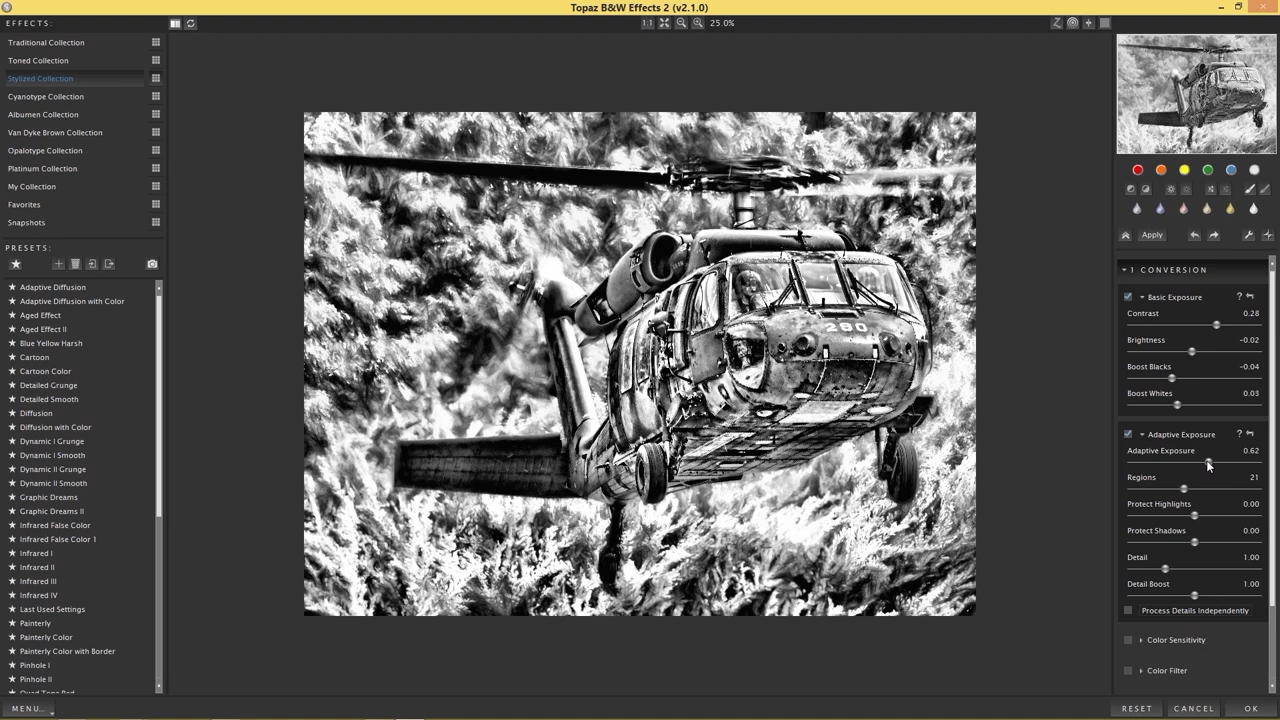 Topaz B&W Effects 2 (v2.1.0)
EFFECTS:
1:1
25.0%
Traditional Collection
Toned Collection
Stylized Collection
Cyanotype Collection
Albumen Collection
Van Dyke Brown Collection
Opalotype Collection
Platinum Collection
My Collection
Favorites
Snapshots
PRESETS:
Adaptive Diffusion
Adaptive Diffusion with Color
Aged Effect
Aged Effect II
Blue Yellow Harsh
Cartoon
Cartoon Color
Detailed Grunge
Detailed Smooth
Diffusion
Diffusion with Color
Dynamic I Grunge
Dynamic I Smooth
Dynamic II Grunge
Dynamic II Smooth
Graphic Dreams
Graphic Dreams II
Infrared False Color
Infrared False Color 1
Infrared I
Infrared II
Infrared III
Infrared IV
Last Used Settings
Painterly
Painterly Color
Painterly Color with Border
Pinhole I
Pinhole II
MENU...
280
Apply
1 CONVERSION
Basic Exposure ?
Contrast 0.28
Brightness -0.02
Boost Blacks -0.04
Boost Whites 0.03
Adaptive Exposure ?
Adaptive Exposure 0.62
Regions 21
Protect Highlights 0.00
Protect Shadows 0.00
Detail 1.00
Detail Boost 1.00
Process Details Independently
Color Sensitivity
Color Filter
RESET CANCEL OK